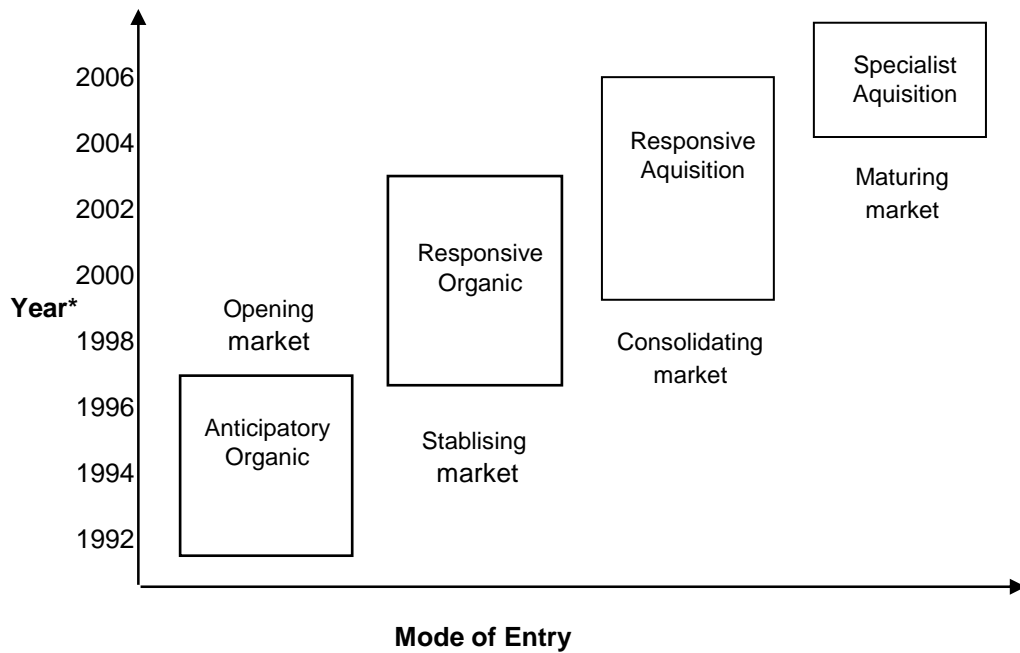 2006
2004
2002
2000
1998
1996
1994
1992
Year*
Opening
market
Anticipatory
Organic
Responsive
Organic
Stablising
market
Responsive
Aquisition
Consolidating
market
Specialist
Aquisition
Maturing
market
Mode of Entry